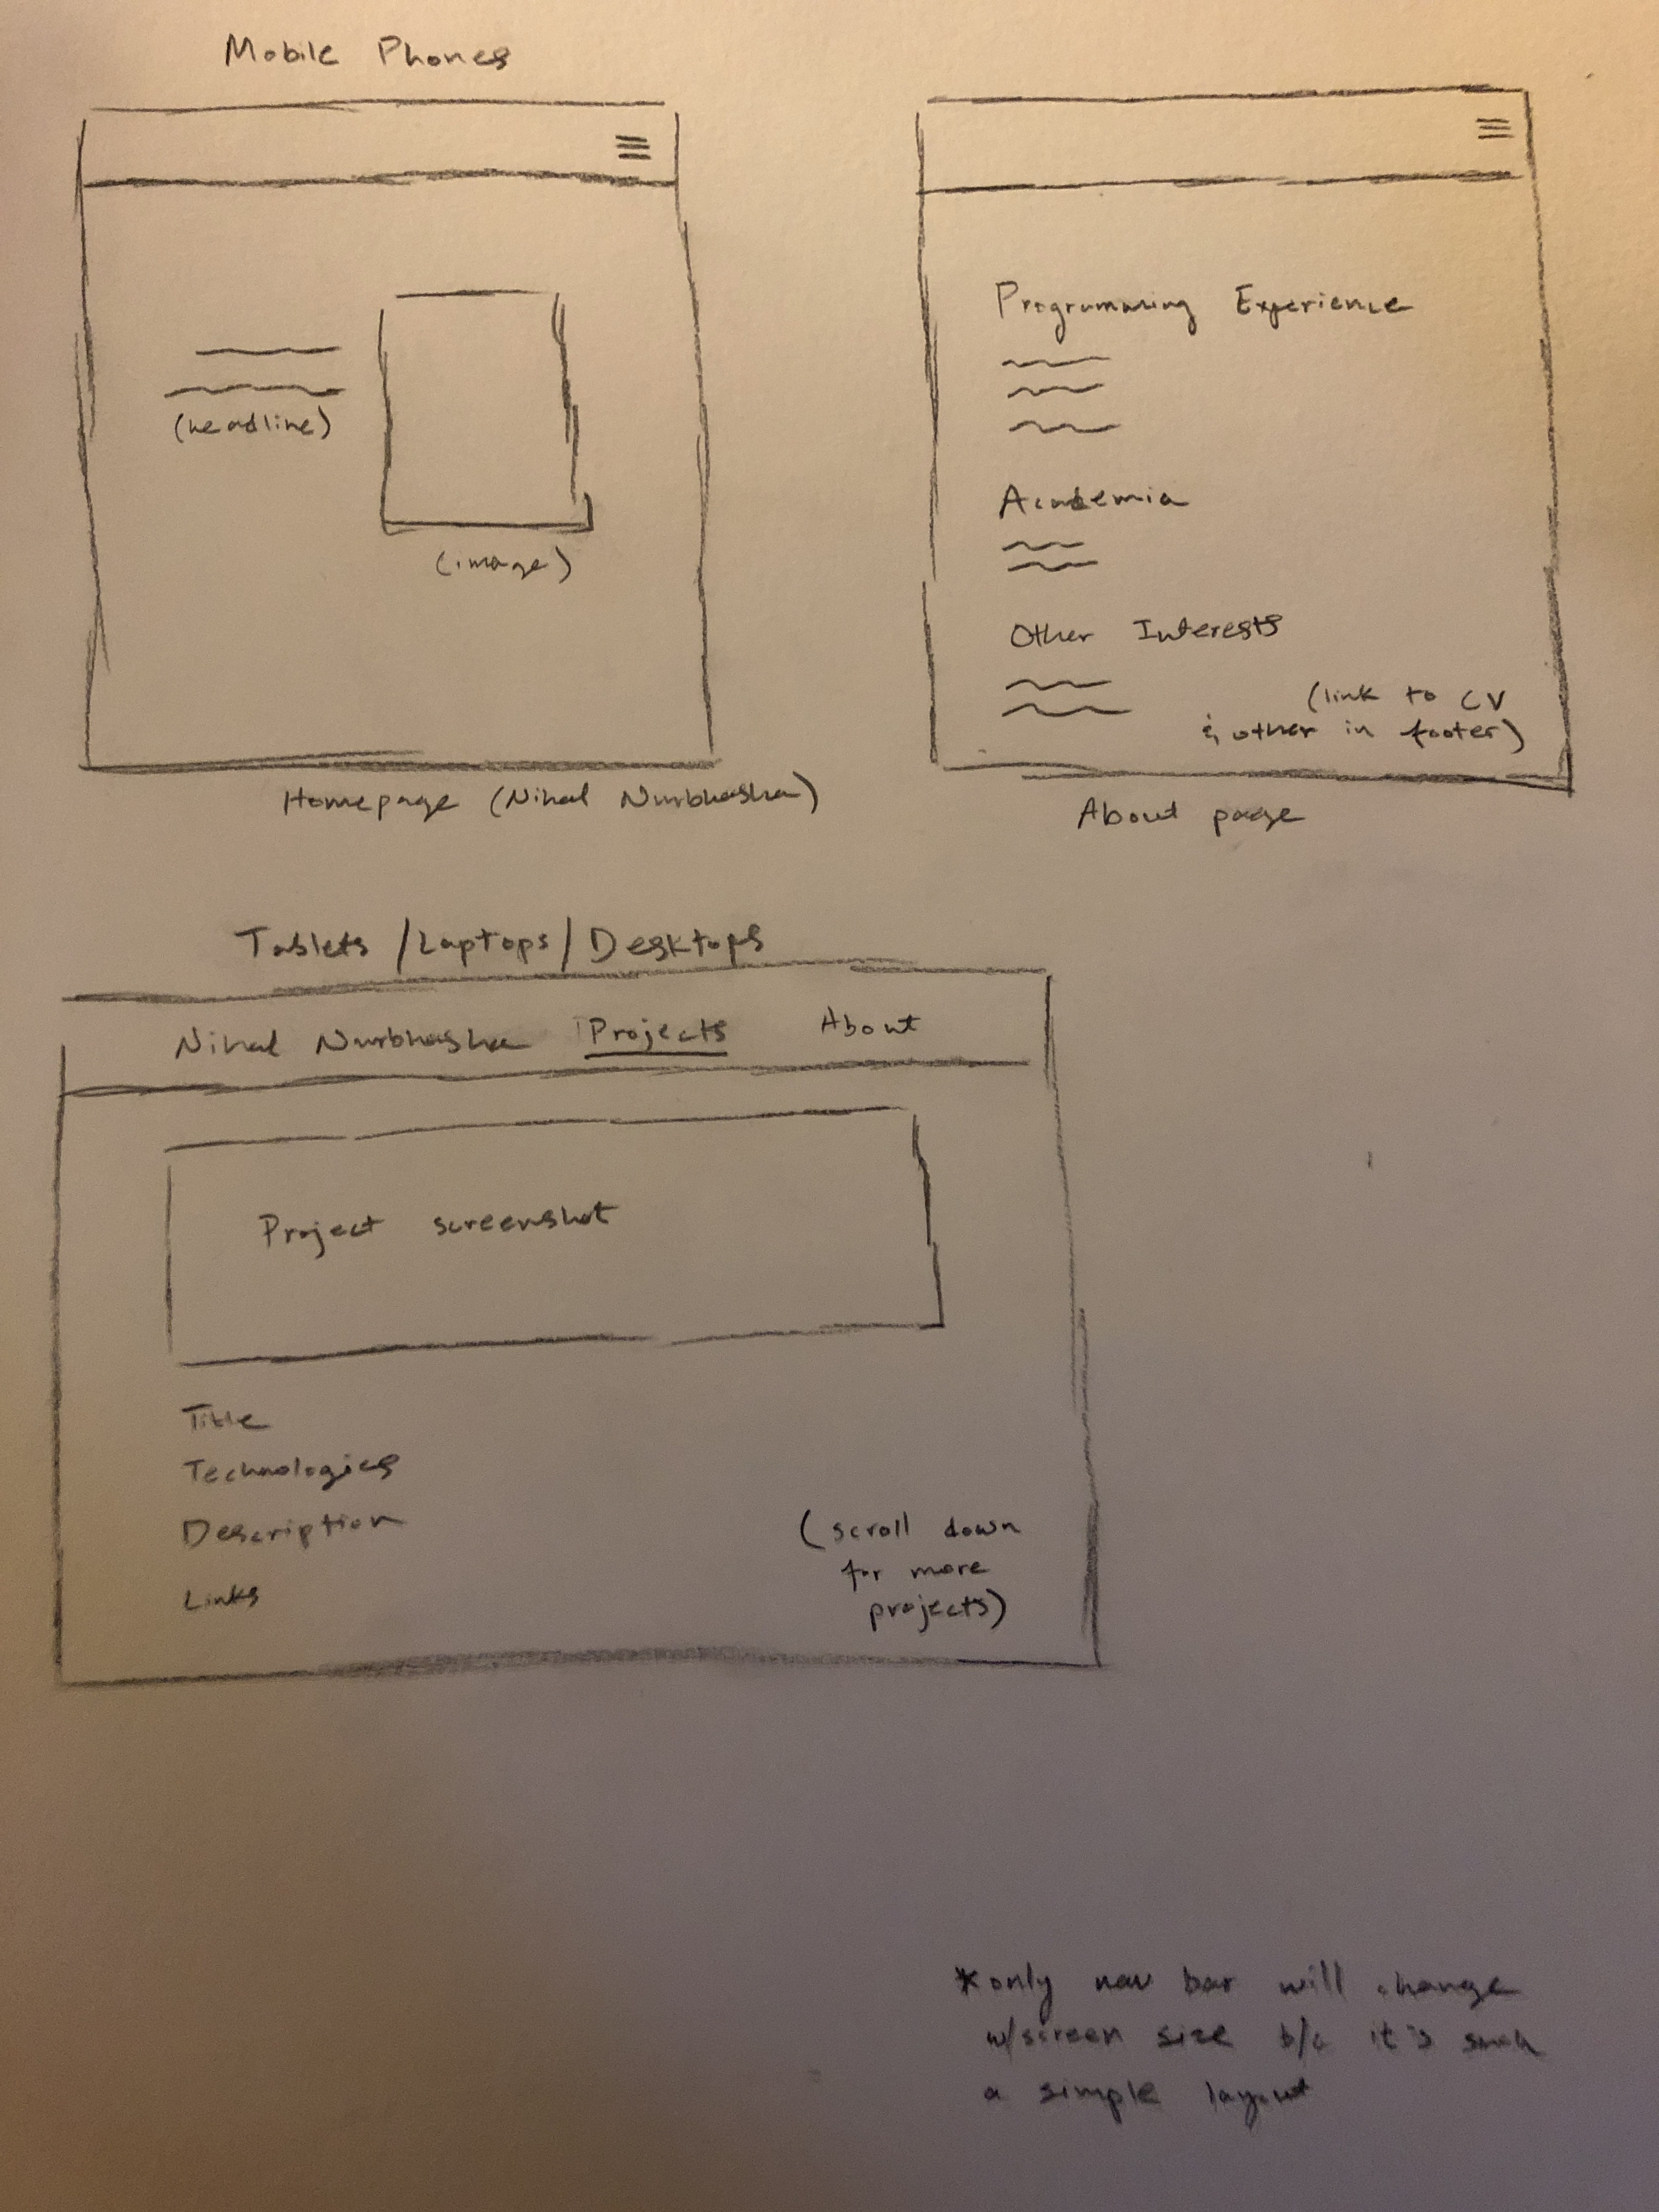 Mobile Phones
(headline)
(image)
Homepage (Nihal Nurbhasha)
Programming Experience
Academia
Other Interests
(link to CV
& other in footer)
About page
Tablets / Laptops / Desktops
Nihal Nurbhasha Projects About
Project screenshot
Title
Technologies
Description
Links
(scroll down
for more
projects)
*only nav bar will change
w/screen size b/c it's such
a simple layout